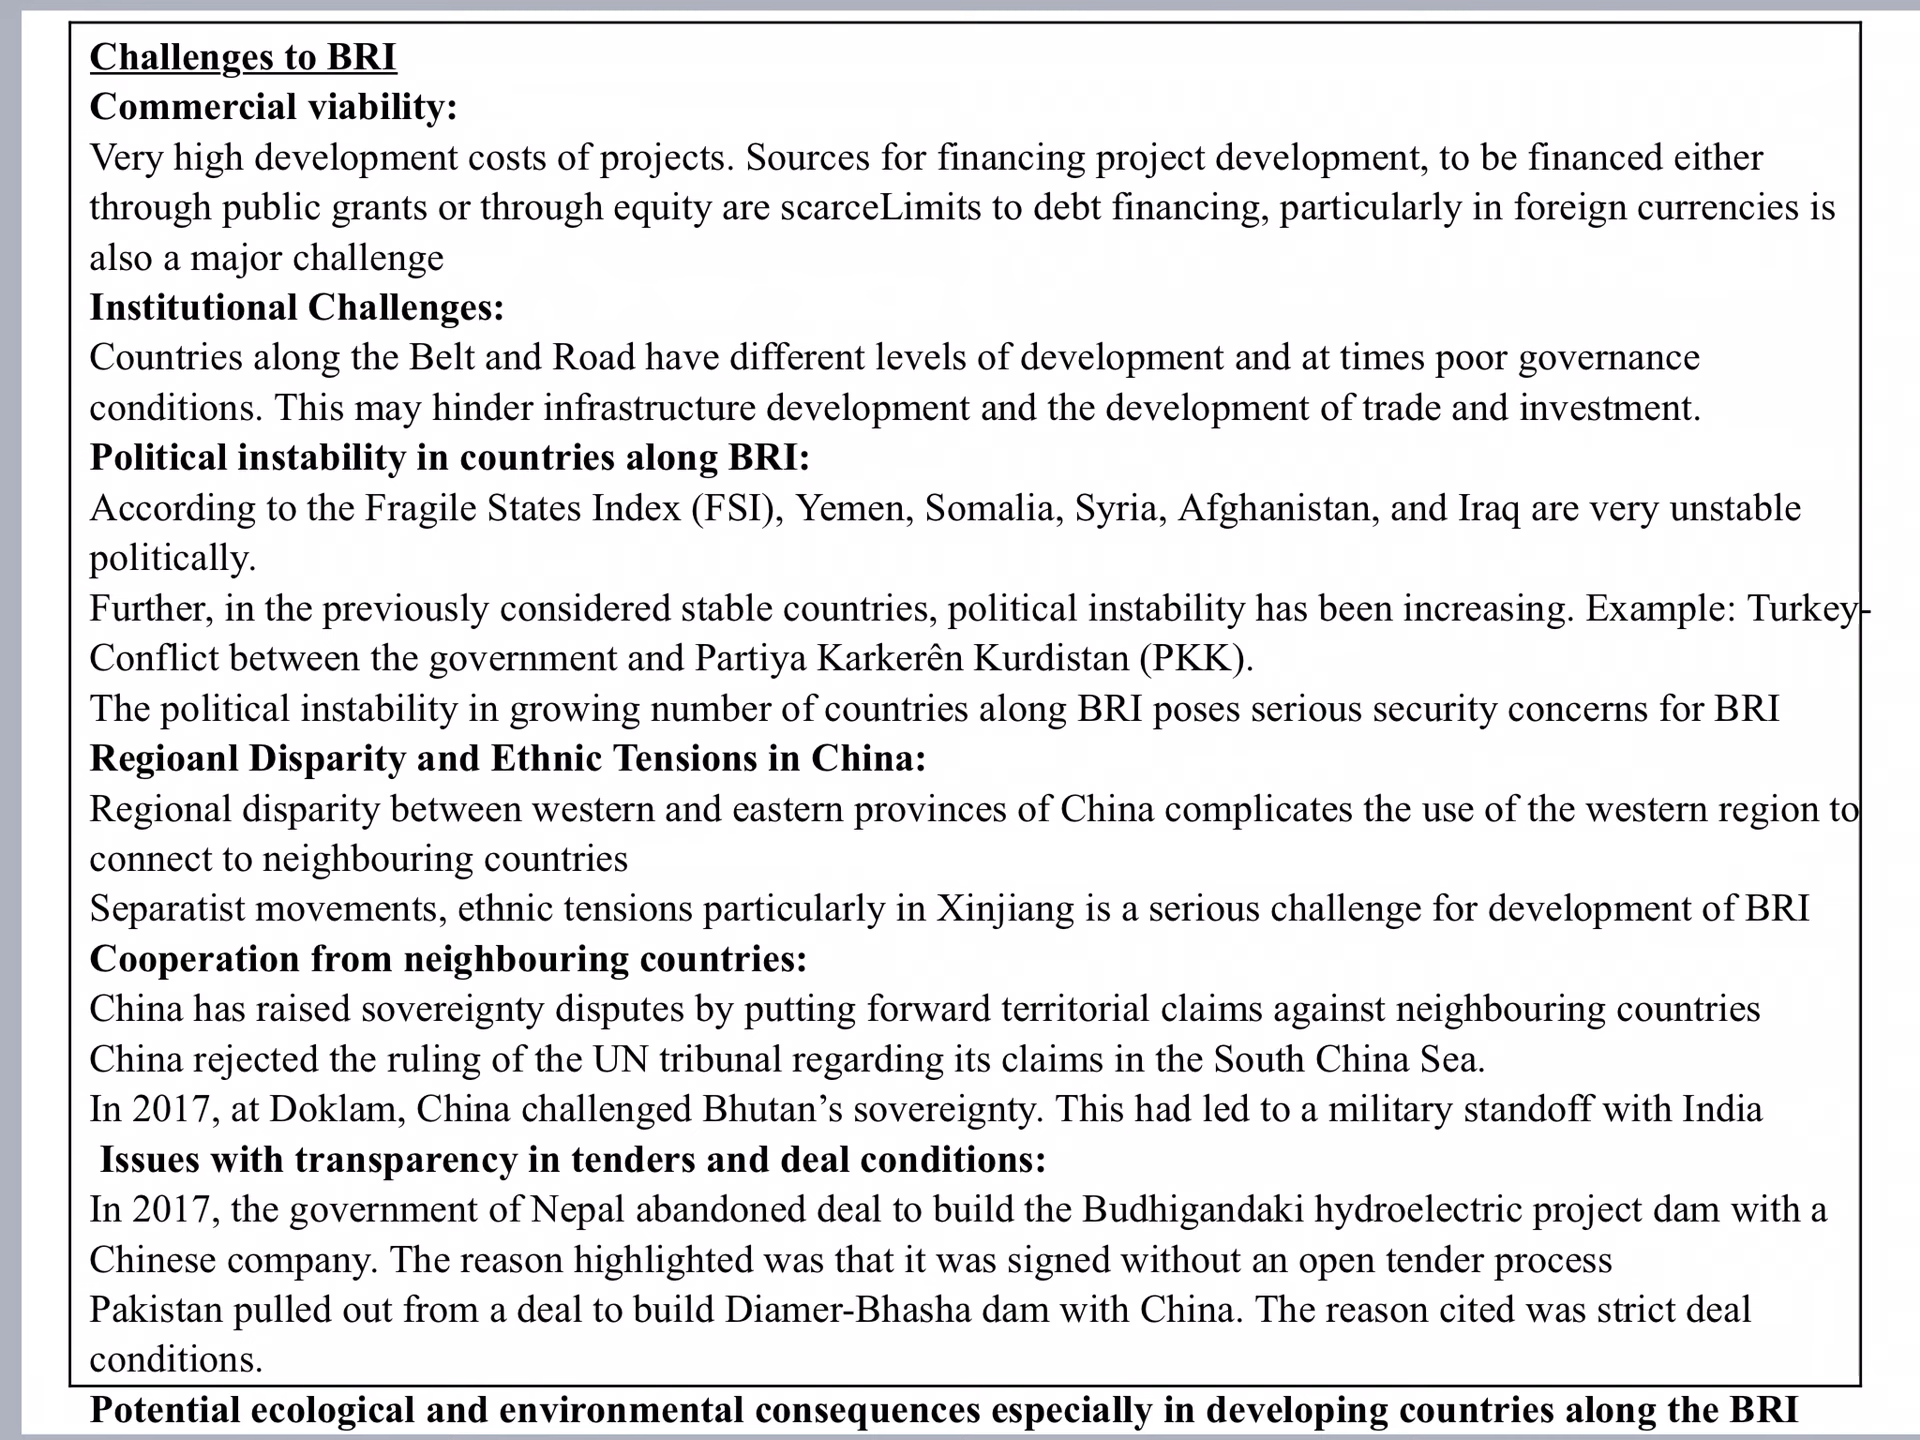 Challenges to BRI
Commercial viability:
Very high development costs of projects. Sources for financing project development, to be financed either
through public grants or through equity are scarceLimits to debt financing, particularly in foreign currencies is
also a major challenge
Institutional Challenges:
Countries along the Belt and Road have different levels of development and at times poor governance
conditions. This may hinder infrastructure development and the development of trade and investment.
Political instability in countries along BRI:
According to the Fragile States Index (FSI), Yemen, Somalia, Syria, Afghanistan, and Iraq are very unstable
politically.
Further, in the previously considered stable countries, political instability has been increasing. Example: Turkey-
Conflict between the government and Partiya Karkerên Kurdistan (PKK).
The political instability in growing number of countries along BRI poses serious security concerns for BRI
Regioanl Disparity and Ethnic Tensions in China:
Regional disparity between western and eastern provinces of China complicates the use of the western region to
connect to neighbouring countries
Separatist movements, ethnic tensions particularly in Xinjiang is a serious challenge for development of BRI
Cooperation from neighbouring countries:
China has raised sovereignty disputes by putting forward territorial claims against neighbouring countries
China rejected the ruling of the UN tribunal regarding its claims in the South China Sea.
In 2017, at Doklam, China challenged Bhutan’s sovereignty. This had led to a military standoff with India
Issues with transparency in tenders and deal conditions:
In 2017, the government of Nepal abandoned deal to build the Budhigandaki hydroelectric project dam with a
Chinese company. The reason highlighted was that it was signed without an open tender process
Pakistan pulled out from a deal to build Diamer-Bhasha dam with China. The reason cited was strict deal
conditions.
Potential ecological and environmental consequences especially in developing countries along the BRI